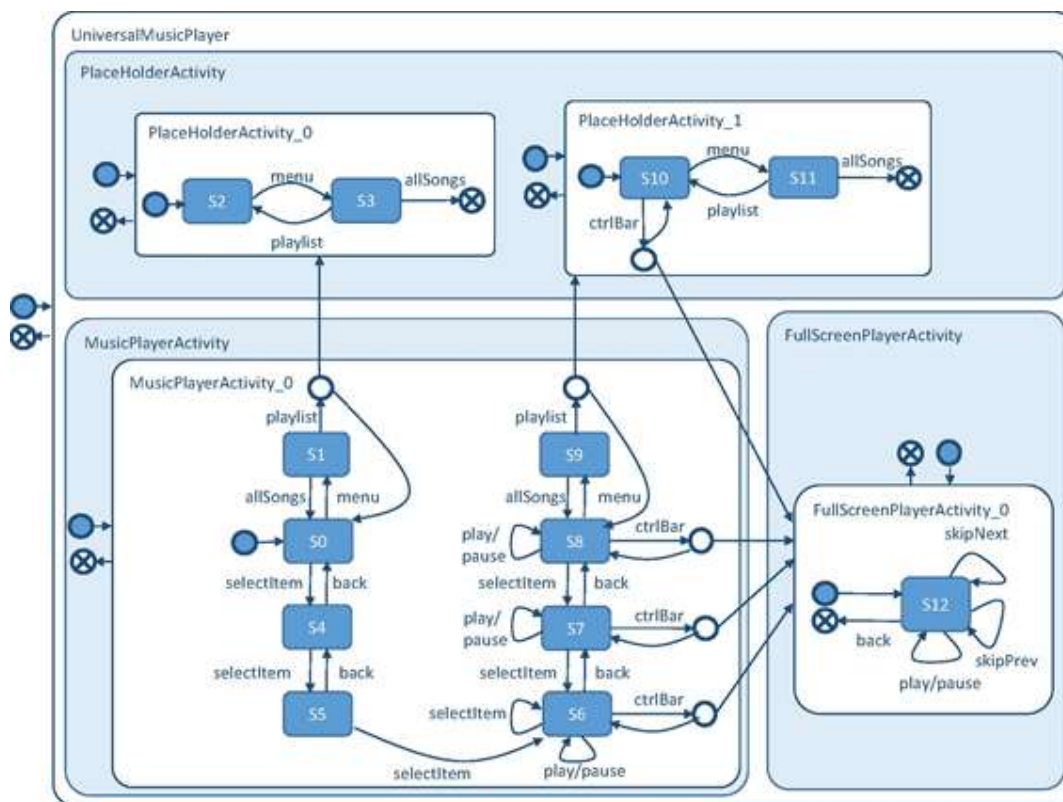 UniversalMusicPlayer
PlaceHolderActivity
PlaceHolderActivity_0
menu
allSongs
S2
S3
playlist
PlaceHolderActivity_1
menu
allSongs
S10
S11
ctrlBar
playlist
MusicPlayerActivity
MusicPlayerActivity_0
playlist
S1
allSongs
menu
S0
selectItem
back
S4
selectItem
back
S5
selectItem
playlist
S9
allSongs
menu
play/
pause
S8
ctrlBar
selectItem
back
play/
pause
S7
ctrlBar
selectItem
back
selectItem
S6
ctrlBar
play/pause
FullScreenPlayerActivity
FullScreenPlayerActivity_0
skipNext
S12
back
skipPrev
play/pause